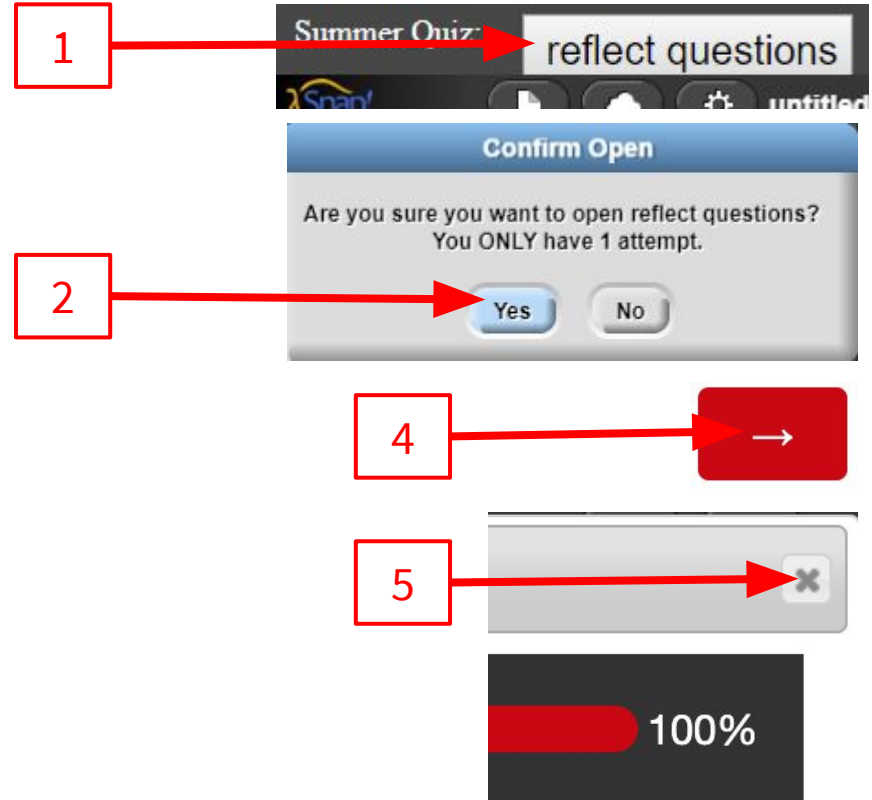 1
Summer Quiz:
reflect questions
λSnap!
untitled
Confirm Open
Are you sure you want to open reflect questions?
You ONLY have 1 attempt.
2
Yes
No
4
→
5
100%